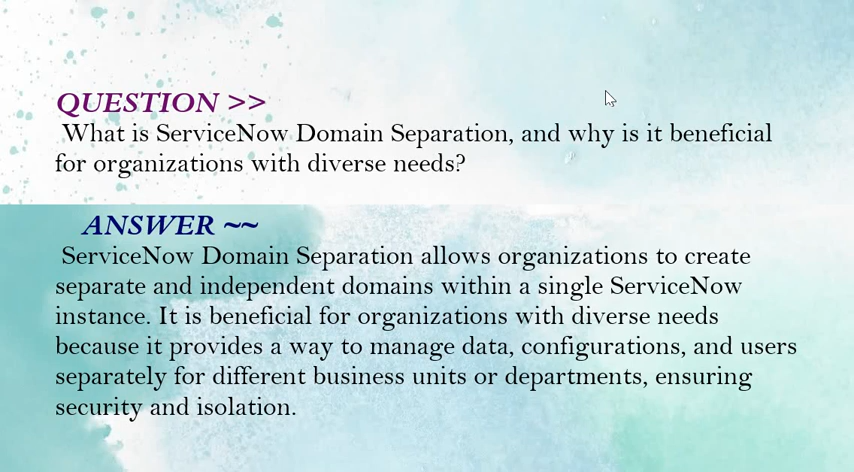 QUESTION >>
What is ServiceNow Domain Separation, and why is it beneficial
for organizations with diverse needs?
ANSWER ~~
ServiceNow Domain Separation allows organizations to create
separate and independent domains within a single ServiceNow
instance. It is beneficial for organizations with diverse needs
because it provides a way to manage data, configurations, and users
separately for different business units or departments, ensuring
security and isolation.